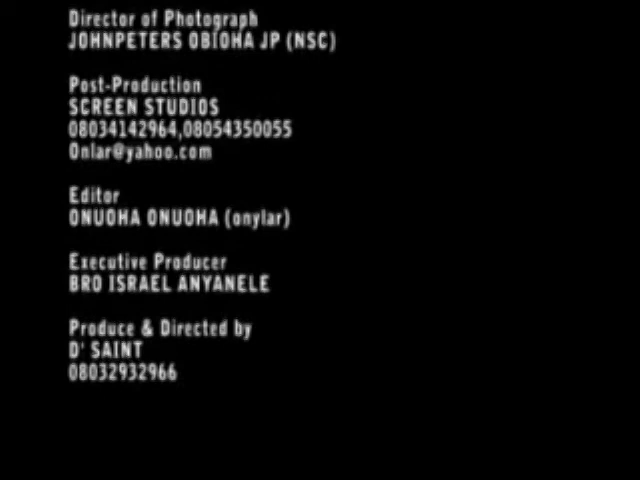 Director of Photograph
JOHNPETERS OBIOHA JP (NSC)
Post-Production
SCREEN STUDIOS
08034142964,08054350055
Onlar@yahoo.com
Editor
ONUOHA ONUOHA (onylar)
Executive Producer
BRO ISRAEL ANYANELE
Produce & Directed by
D' SAINT
08032932966